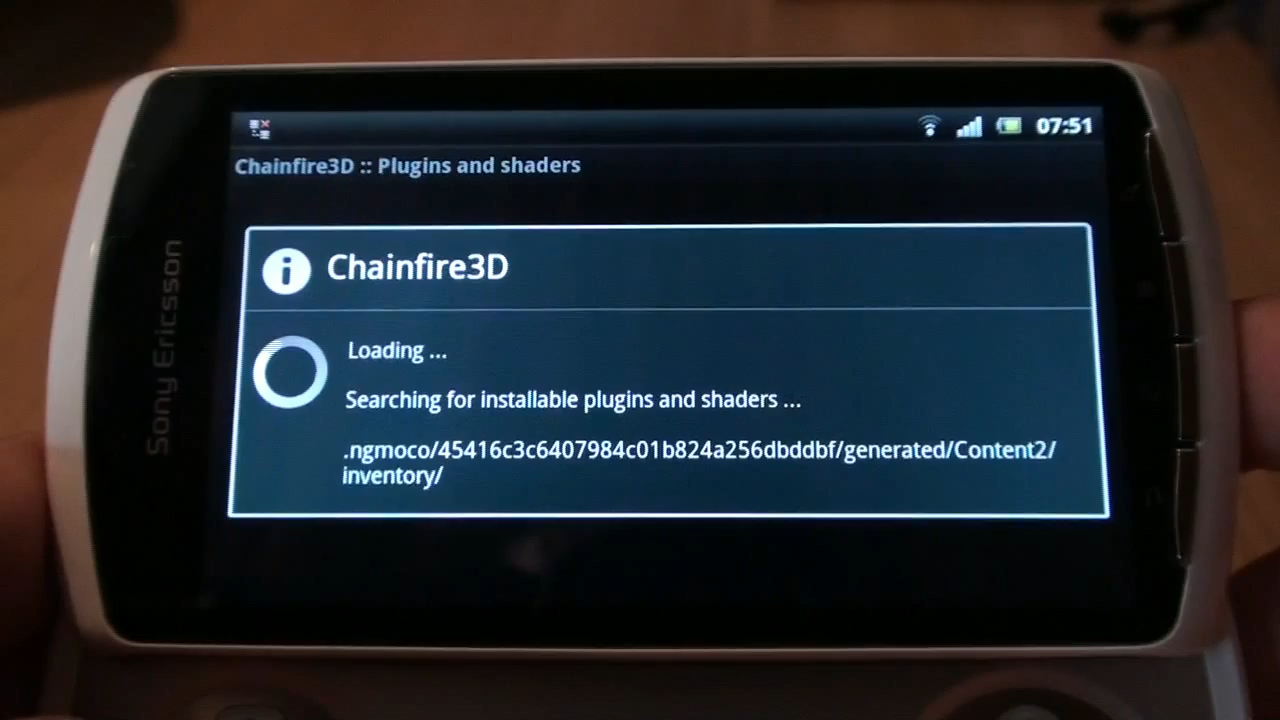 07:51
Chainfire3D :: Plugins and shaders
Chainfire3D
Loading ...
Searching for installable plugins and shaders ...
.ngmoco/45416c3c6407984c01b824a256dbddbf/generated/Content2/
inventory/
Sony Ericsson